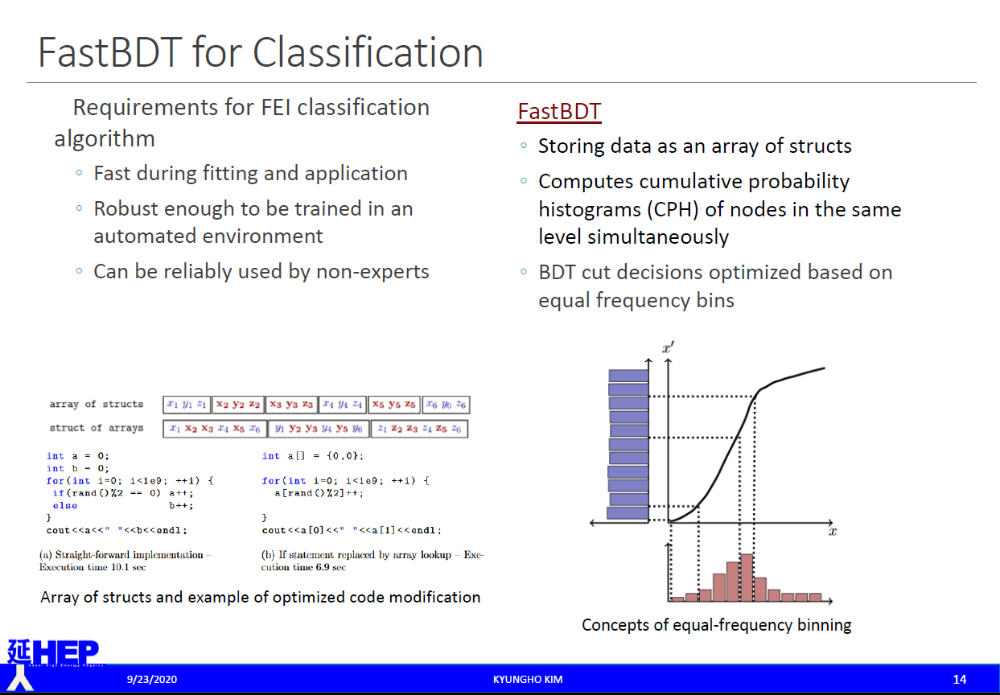 FastBDT for Classification
Requirements for FEI classification
algorithm
◦ Fast during fitting and application
◦ Robust enough to be trained in an
automated environment
◦ Can be reliably used by non-experts
FastBDT
◦ Storing data as an array of structs
◦ Computes cumulative probability
histograms (CPH) of nodes in the same
level simultaneously
◦ BDT cut decisions optimized based on
equal frequency bins
array of structs x1 y1 z1 x2 y2 z2 x3 y3 z3 x4 y4 z4 x5 y5 z5 x6 y6 z6
struct of arrays x1 x2 x3 x4 x5 x6 y1 y2 y3 y4 y5 y6 z1 z2 z3 z4 z5 z6
int a = 0;
int b = 0;
for(int i=0; i<1e9; ++i) {
if(rand()%2 == 0) a++;
else b++;
}
cout<<a<<" "<<b<<endl;
(a) Straight-forward implementation –
Execution time 10.1 sec
int a[] = {0,0};
for(int i=0; i<1e9; ++i) {
a[rand()%2]++;
}
cout<<a[0]<<" "<<a[1]<<endl;
(b) If statement replaced by array lookup – Exe-
cution time 6.9 sec
Array of structs and example of optimized code modification
x′
x
Concepts of equal-frequency binning
延HEP
9/23/2020
KYUNGHO KIM
14